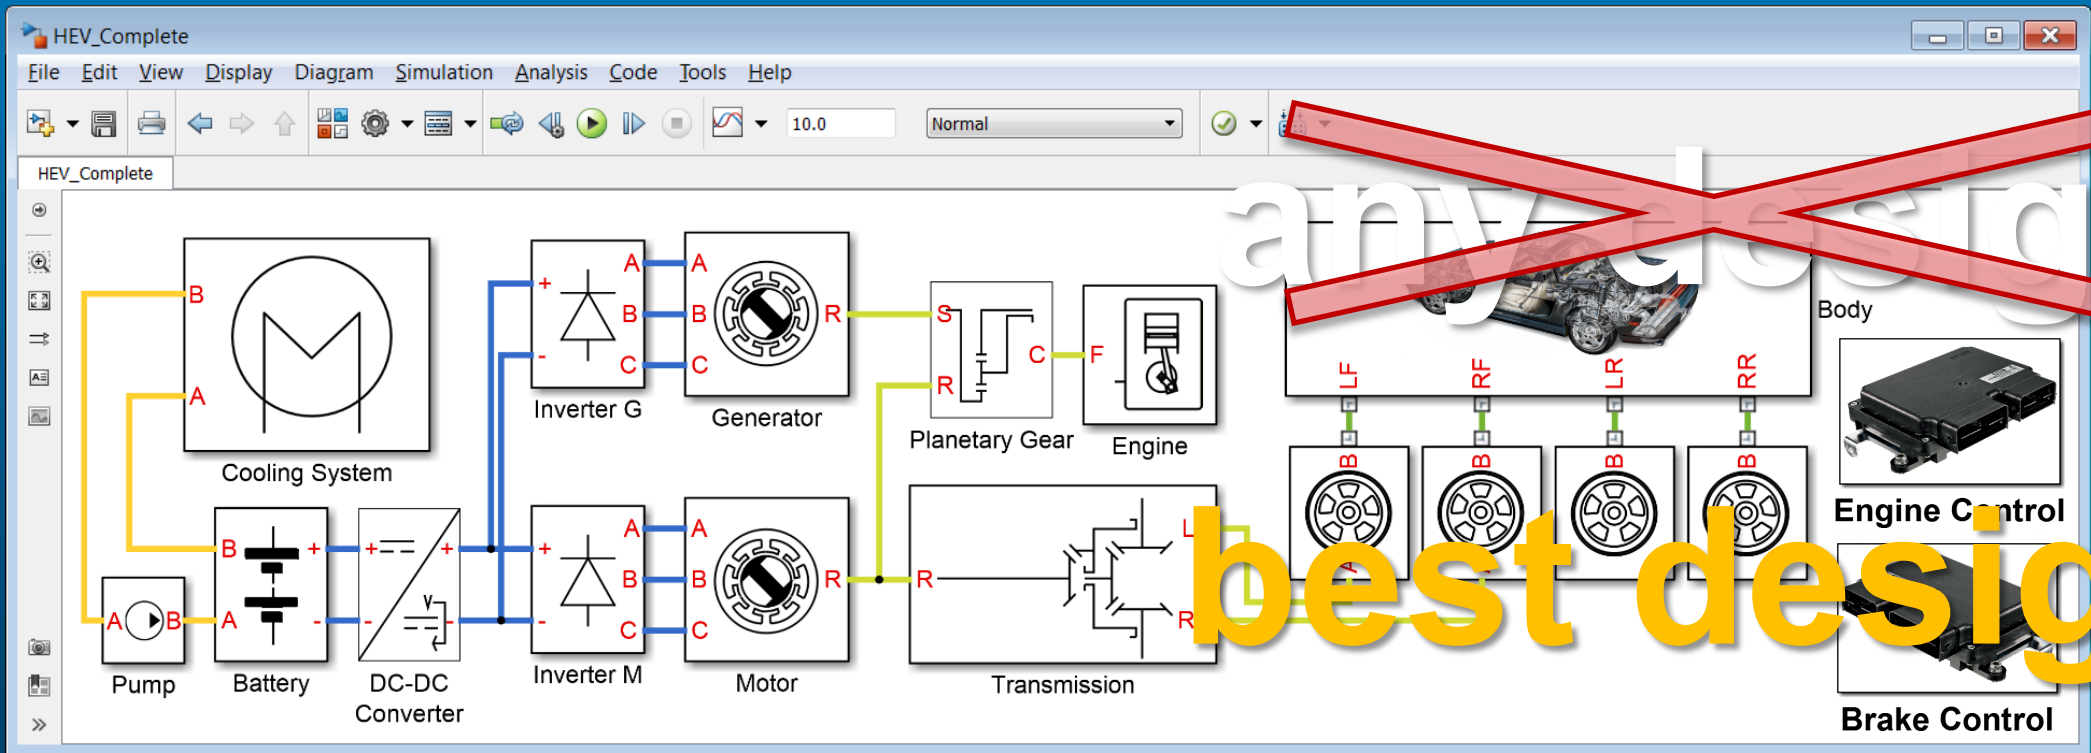 HEV_Complete
File Edit View Display Diagram Simulation Analysis Code Tools Help
10.0 Normal
HEV_Complete
any desig
B
A
Cooling System
+
-
A
B
C
Inverter G
A
B
C
R
Generator
S
R
C
Planetary Gear
F
Engine
LF RF LR RR
Body
B B B B
Engine Control
best desig
A B
Pump
B
A
+
-
Battery
+
-
+
-
V
DC-DC
Converter
+
-
A
B
C
Inverter M
A
B
C
R
Motor
R
L
R
Transmission
A
Brake Control